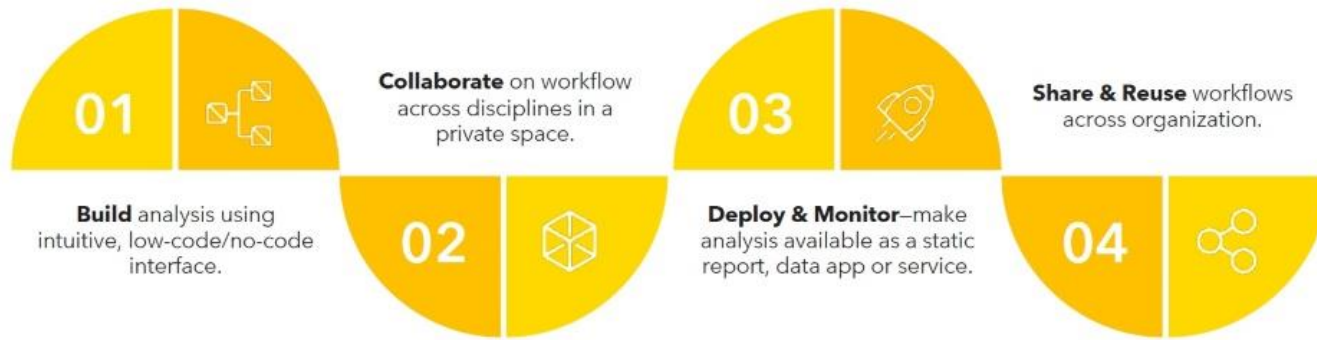 01
Build analysis using
intuitive, low-code/no-code
interface.
Collaborate on workflow
across disciplines in a
private space.
02
03
Deploy & Monitor—make
analysis available as a static
report, data app or service.
Share & Reuse workflows
across organization.
04